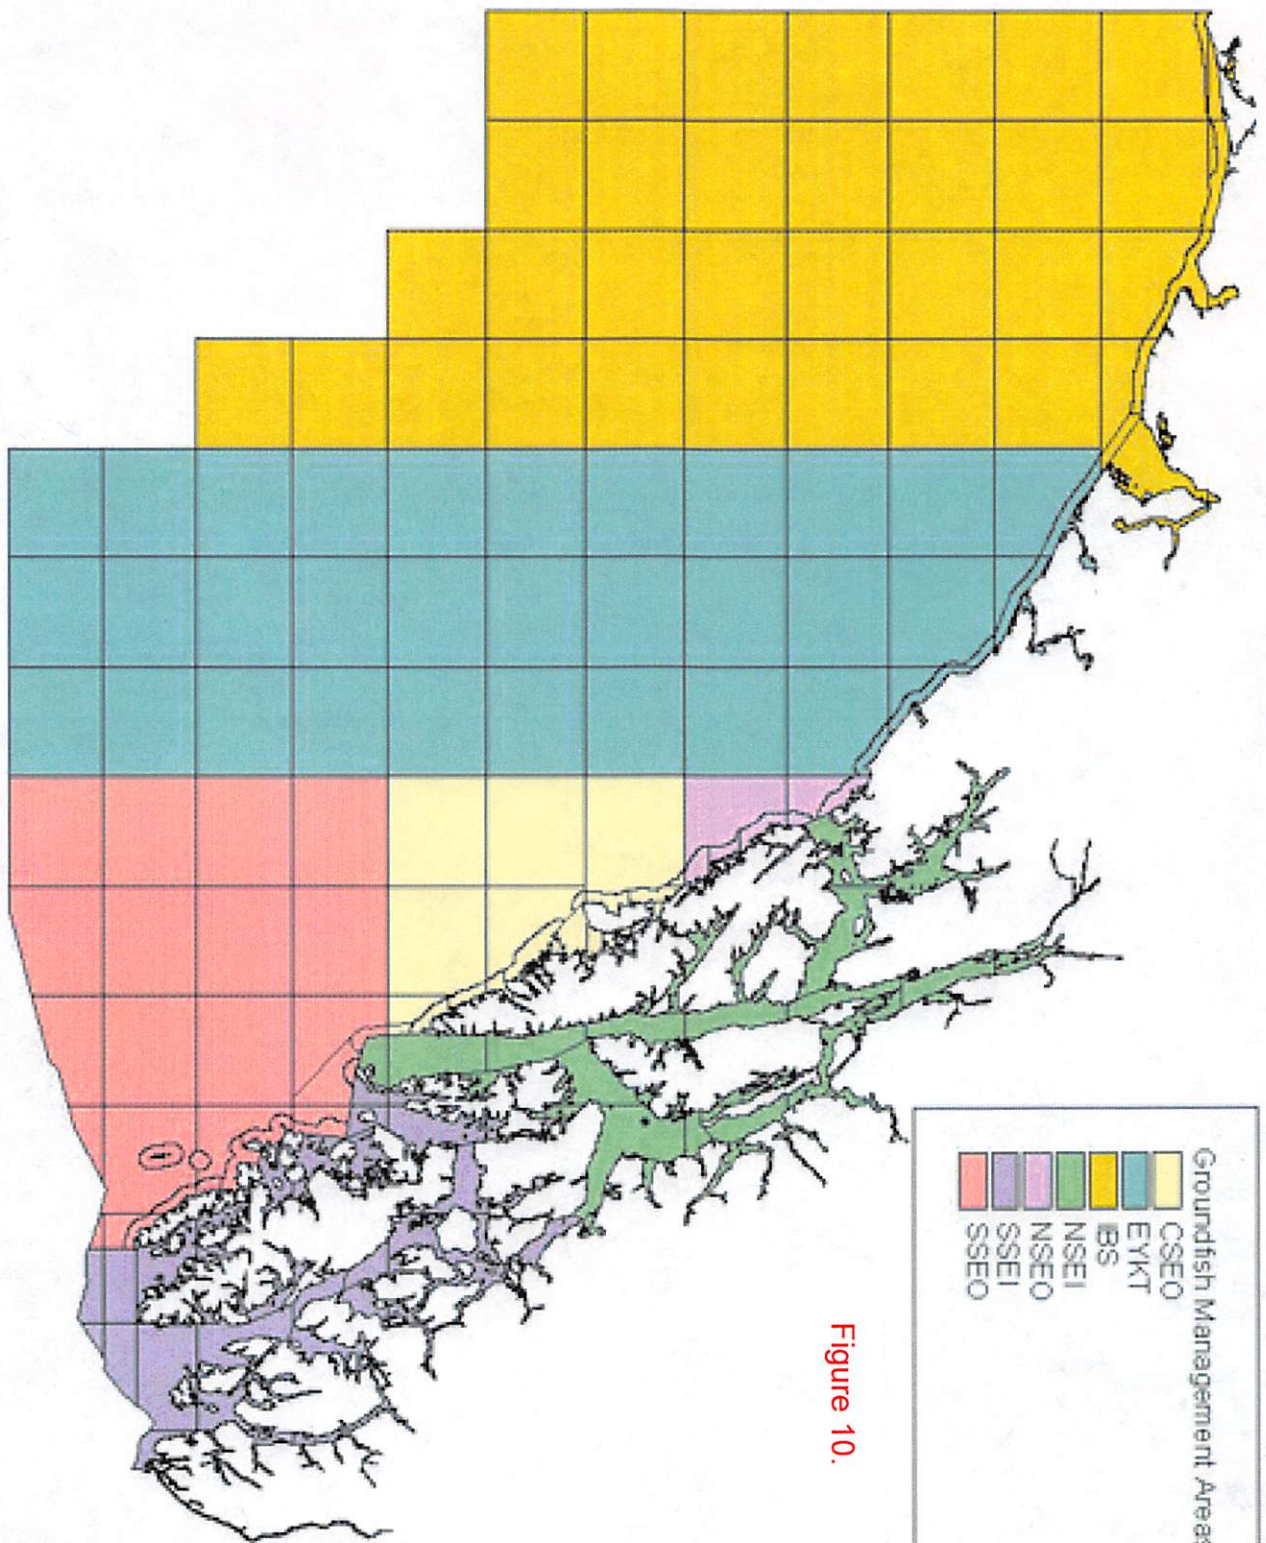 Groundfish Management Areas
CSEO
EYKT
IBS
NSEI
NSEO
SSEI
SSEO
Figure 10.